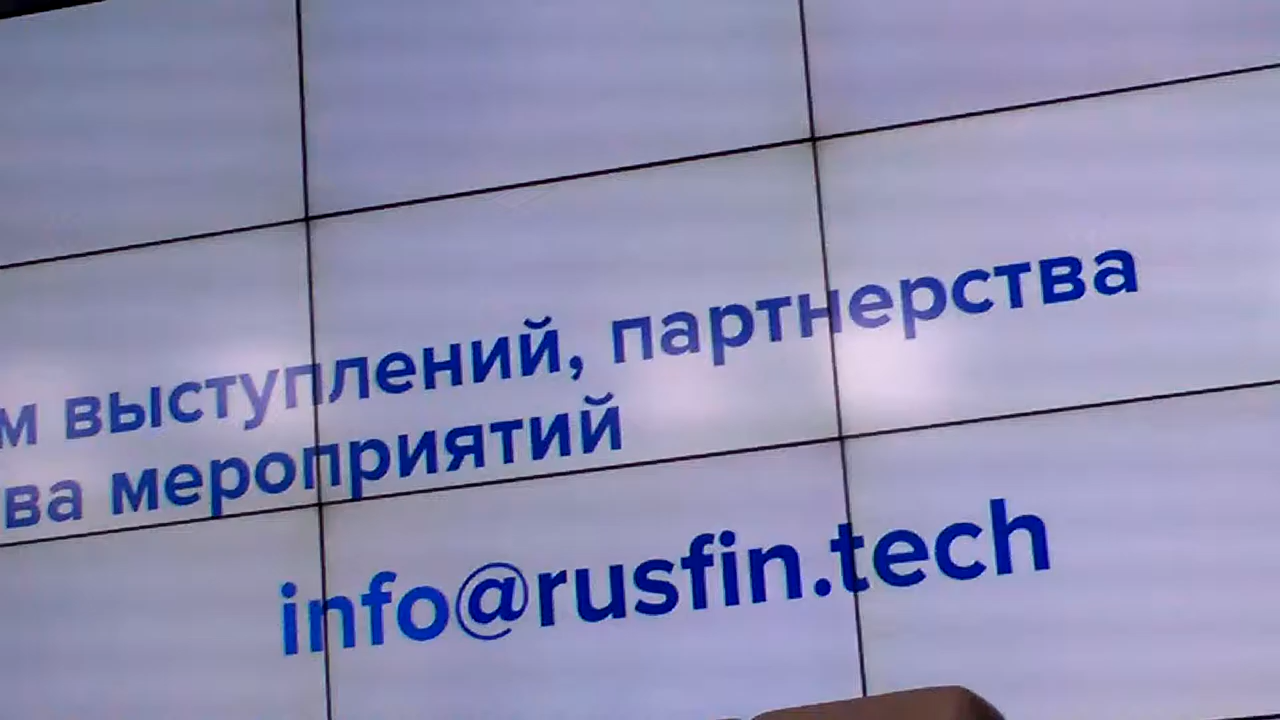 м выступлений, партнерства
ва мероприятий
info@rusfin.tech